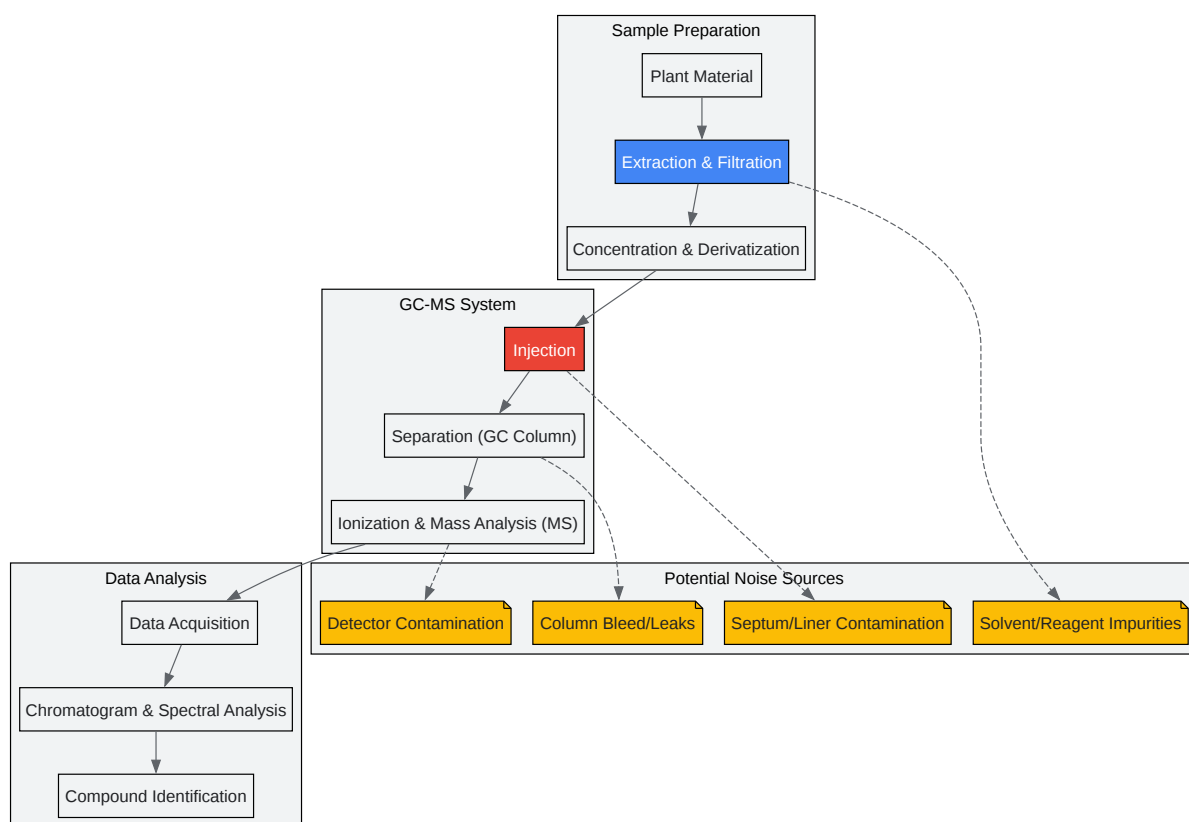 Sample Preparation
Plant Material
Extraction & Filtration
Concentration & Derivatization
GC-MS System
Injection
Separation (GC Column)
Ionization & Mass Analysis (MS)
Data Analysis
Data Acquisition
Chromatogram & Spectral Analysis
Compound Identification
Potential Noise Sources
Detector Contamination
Column Bleed/Leaks
Septum/Liner Contamination
Solvent/Reagent Impurities